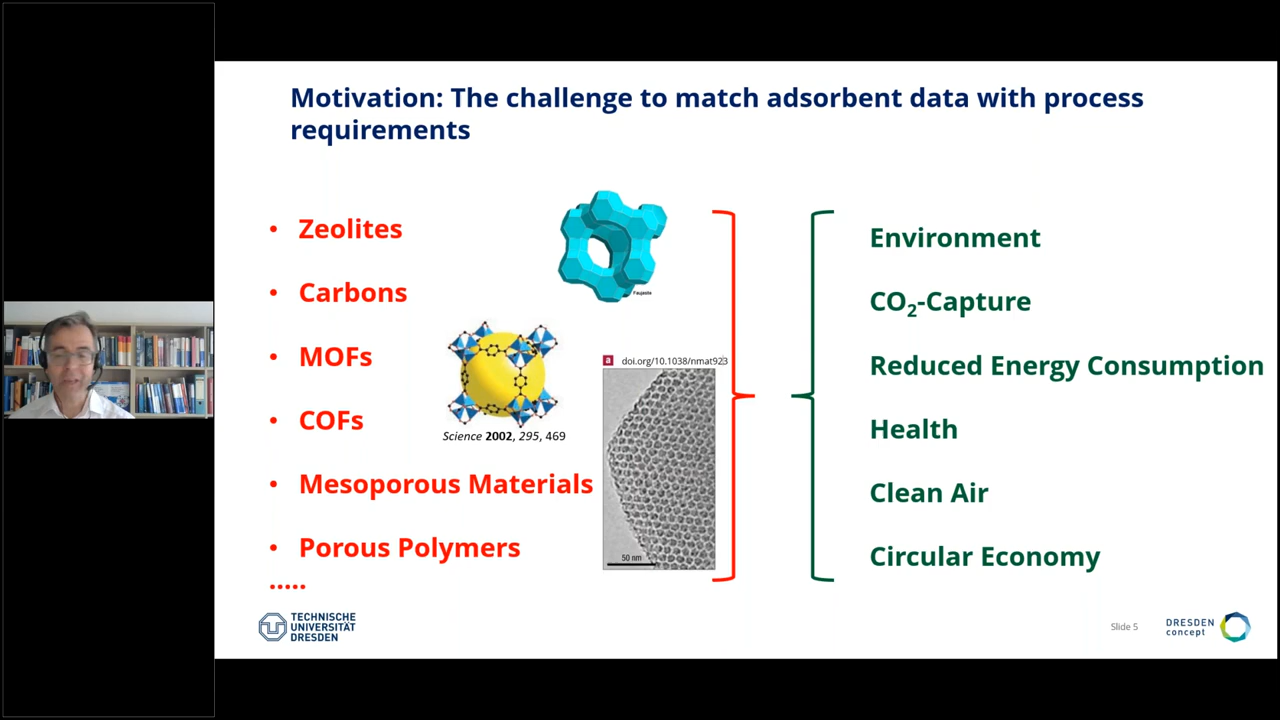 Motivation: The challenge to match adsorbent data with process
requirements
• Zeolites
• Carbons
• MOFs
• COFs
• Mesoporous Materials
• Porous Polymers
.....
Faujasite
Science 2002, 295, 469
a doi.org/10.1038/nmat923
50 nm
Environment
CO₂-Capture
Reduced Energy Consumption
Health
Clean Air
Circular Economy
TECHNISCHE
UNIVERSITÄT
DRESDEN
Slide 5
DRESDEN
concept